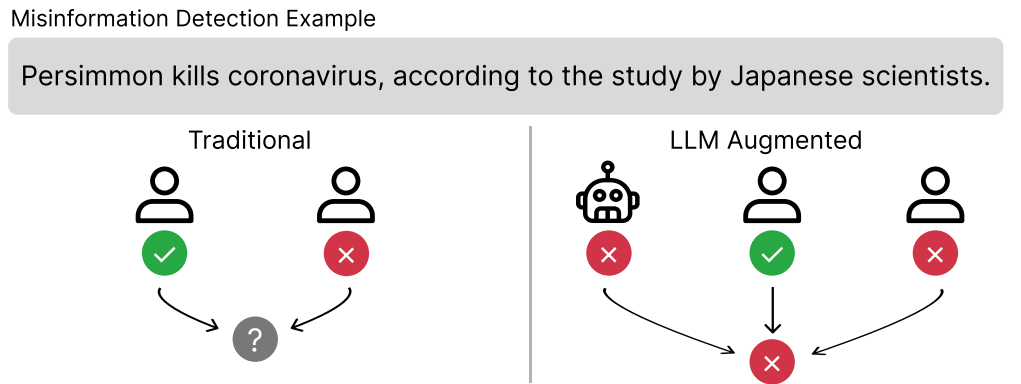 Misinformation Detection Example
Persimmon kills coronavirus, according to the study by Japanese scientists.
Traditional
LLM Augmented
?